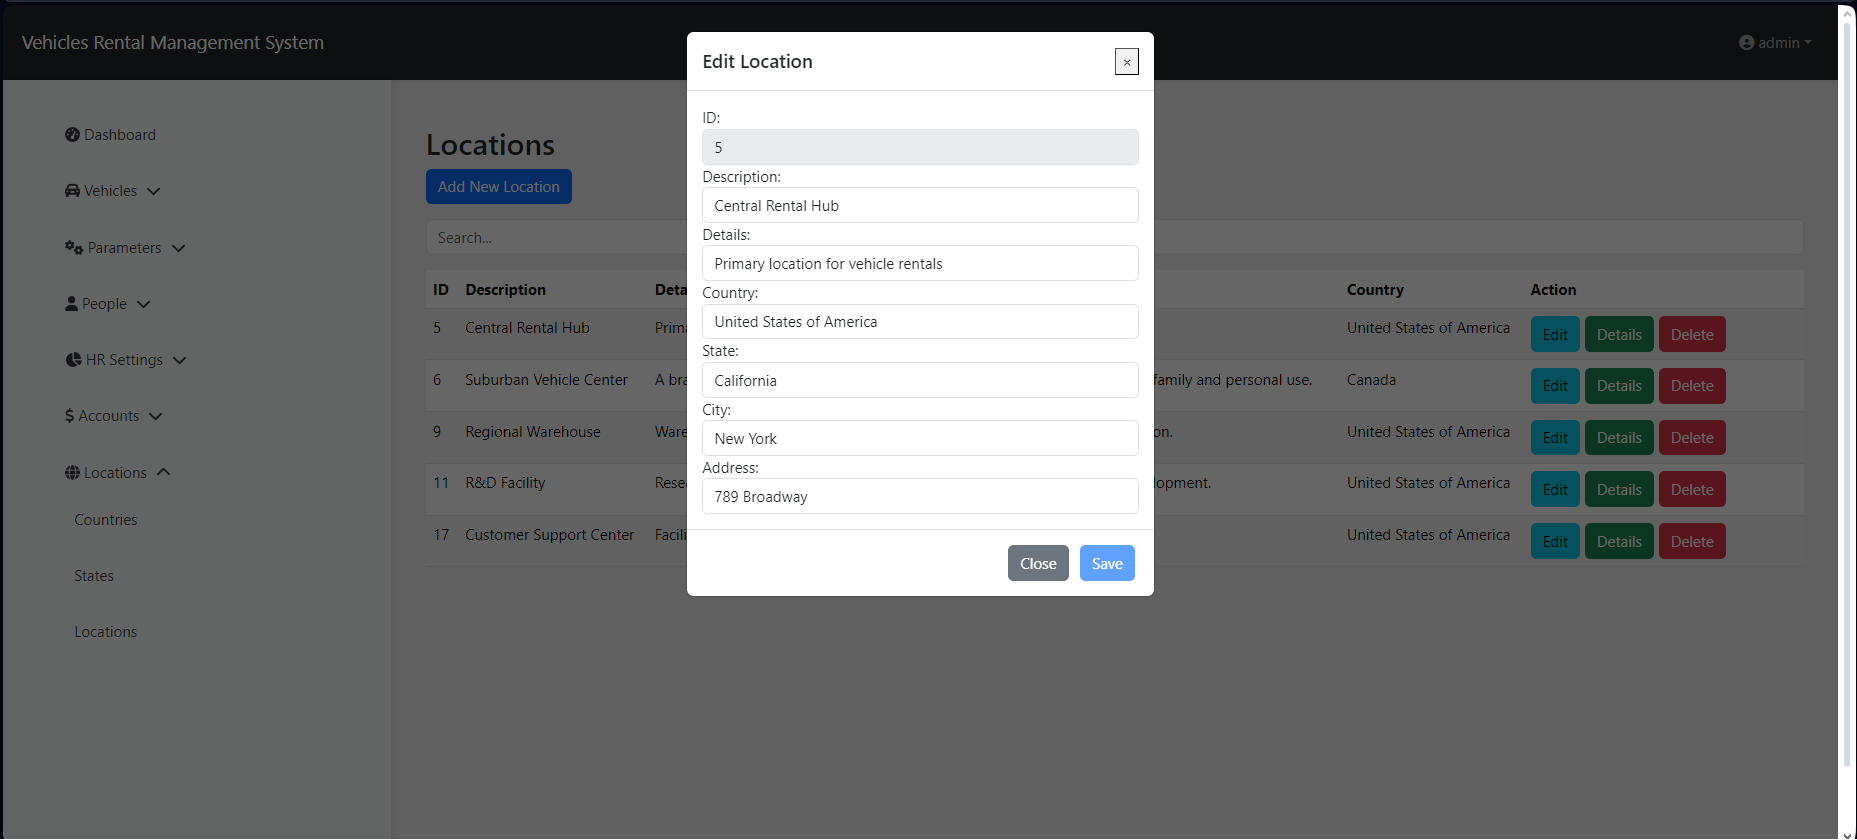 Vehicles Rental Management System
admin
Dashboard
Vehicles
Parameters
People
HR Settings
Accounts
Locations
Countries
States
Locations
Locations
Add New Location
Search...
ID Description Deta Country Action
5 Central Rental Hub Prima United States of America Edit Details Delete
6 Suburban Vehicle Center A bra family and personal use. Canada Edit Details Delete
9 Regional Warehouse Ware on. United States of America Edit Details Delete
11 R&D Facility Resea lopment. United States of America Edit Details Delete
17 Customer Support Center Facili United States of America Edit Details Delete
Edit Location
×
ID:
5
Description:
Central Rental Hub
Details:
Primary location for vehicle rentals
Country:
United States of America
State:
California
City:
New York
Address:
789 Broadway
Close Save